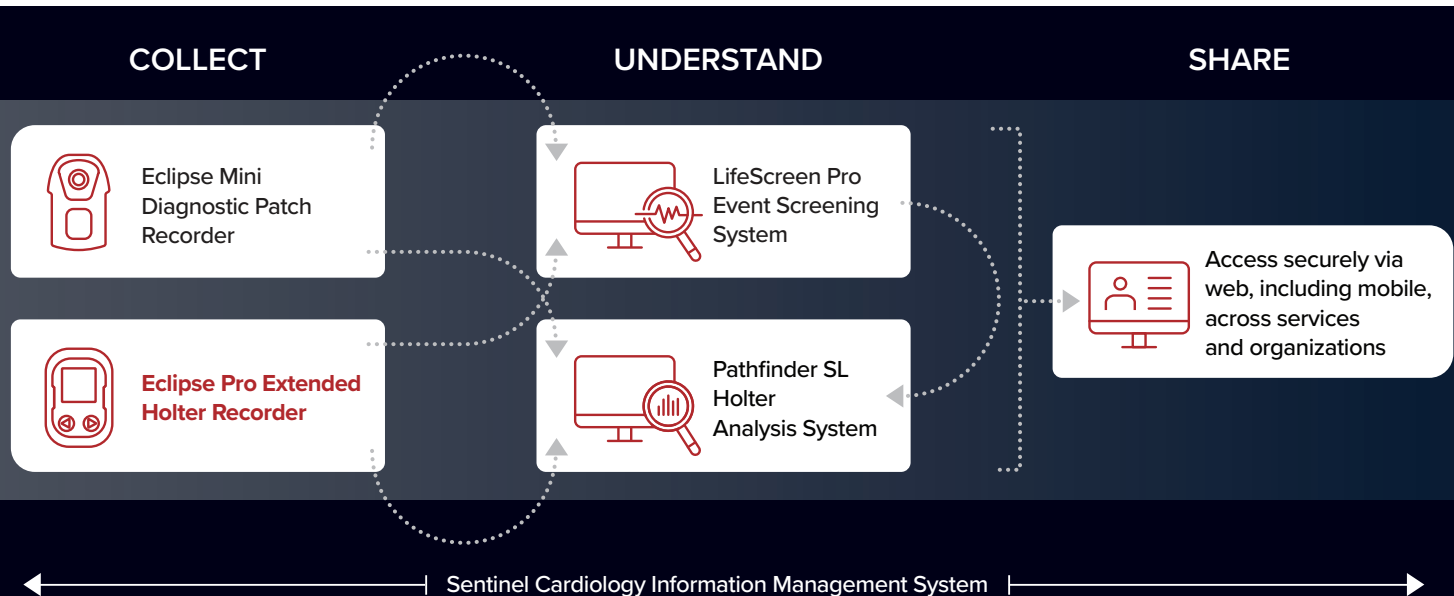 COLLECT
UNDERSTAND
SHARE
Eclipse Mini
Diagnostic Patch
Recorder
LifeScreen Pro
Event Screening
System
Eclipse Pro Extended
Holter Recorder
Pathfinder SL
Holter
Analysis System
Access securely via
web, including mobile,
across services
and organizations
Sentinel Cardiology Information Management System